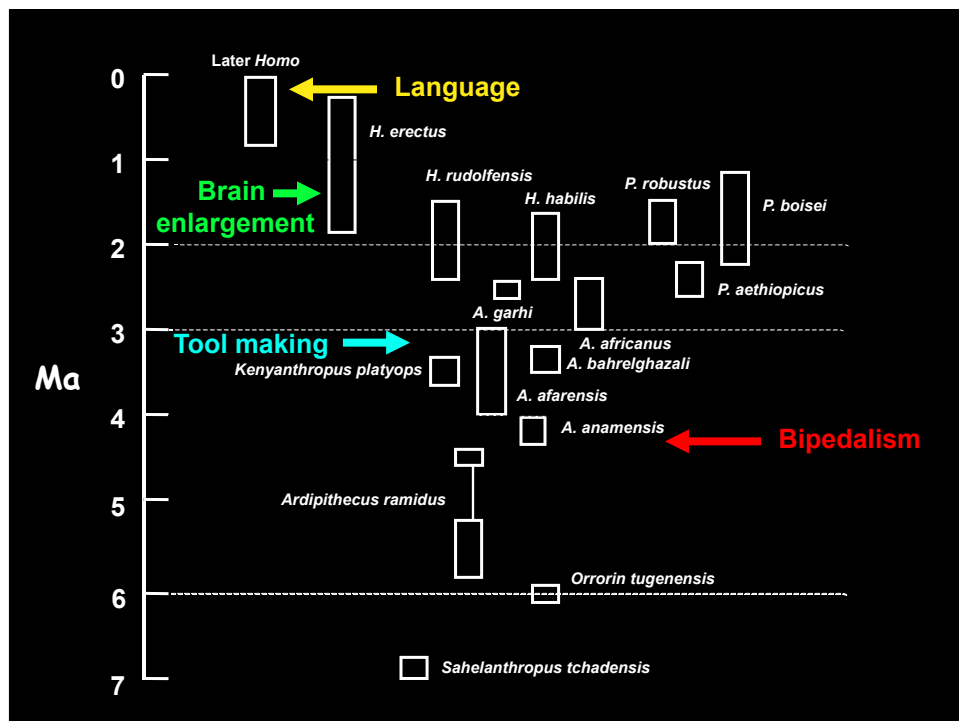 Later Homo
0
Language
H. erectus
1
H. rudolfensis
P. robustus
Brain
enlargement
H. habilis
P. boisei
2
P. aethiopicus
A. garhi
3
Tool making
A. africanus
A. bahrelghazali
Kenyanthropus platyops
Ma
A. afarensis
4
A. anamensis
Bipedalism
5
Ardipithecus ramidus
Orrorin tugenensis
6
Sahelanthropus tchadensis
7